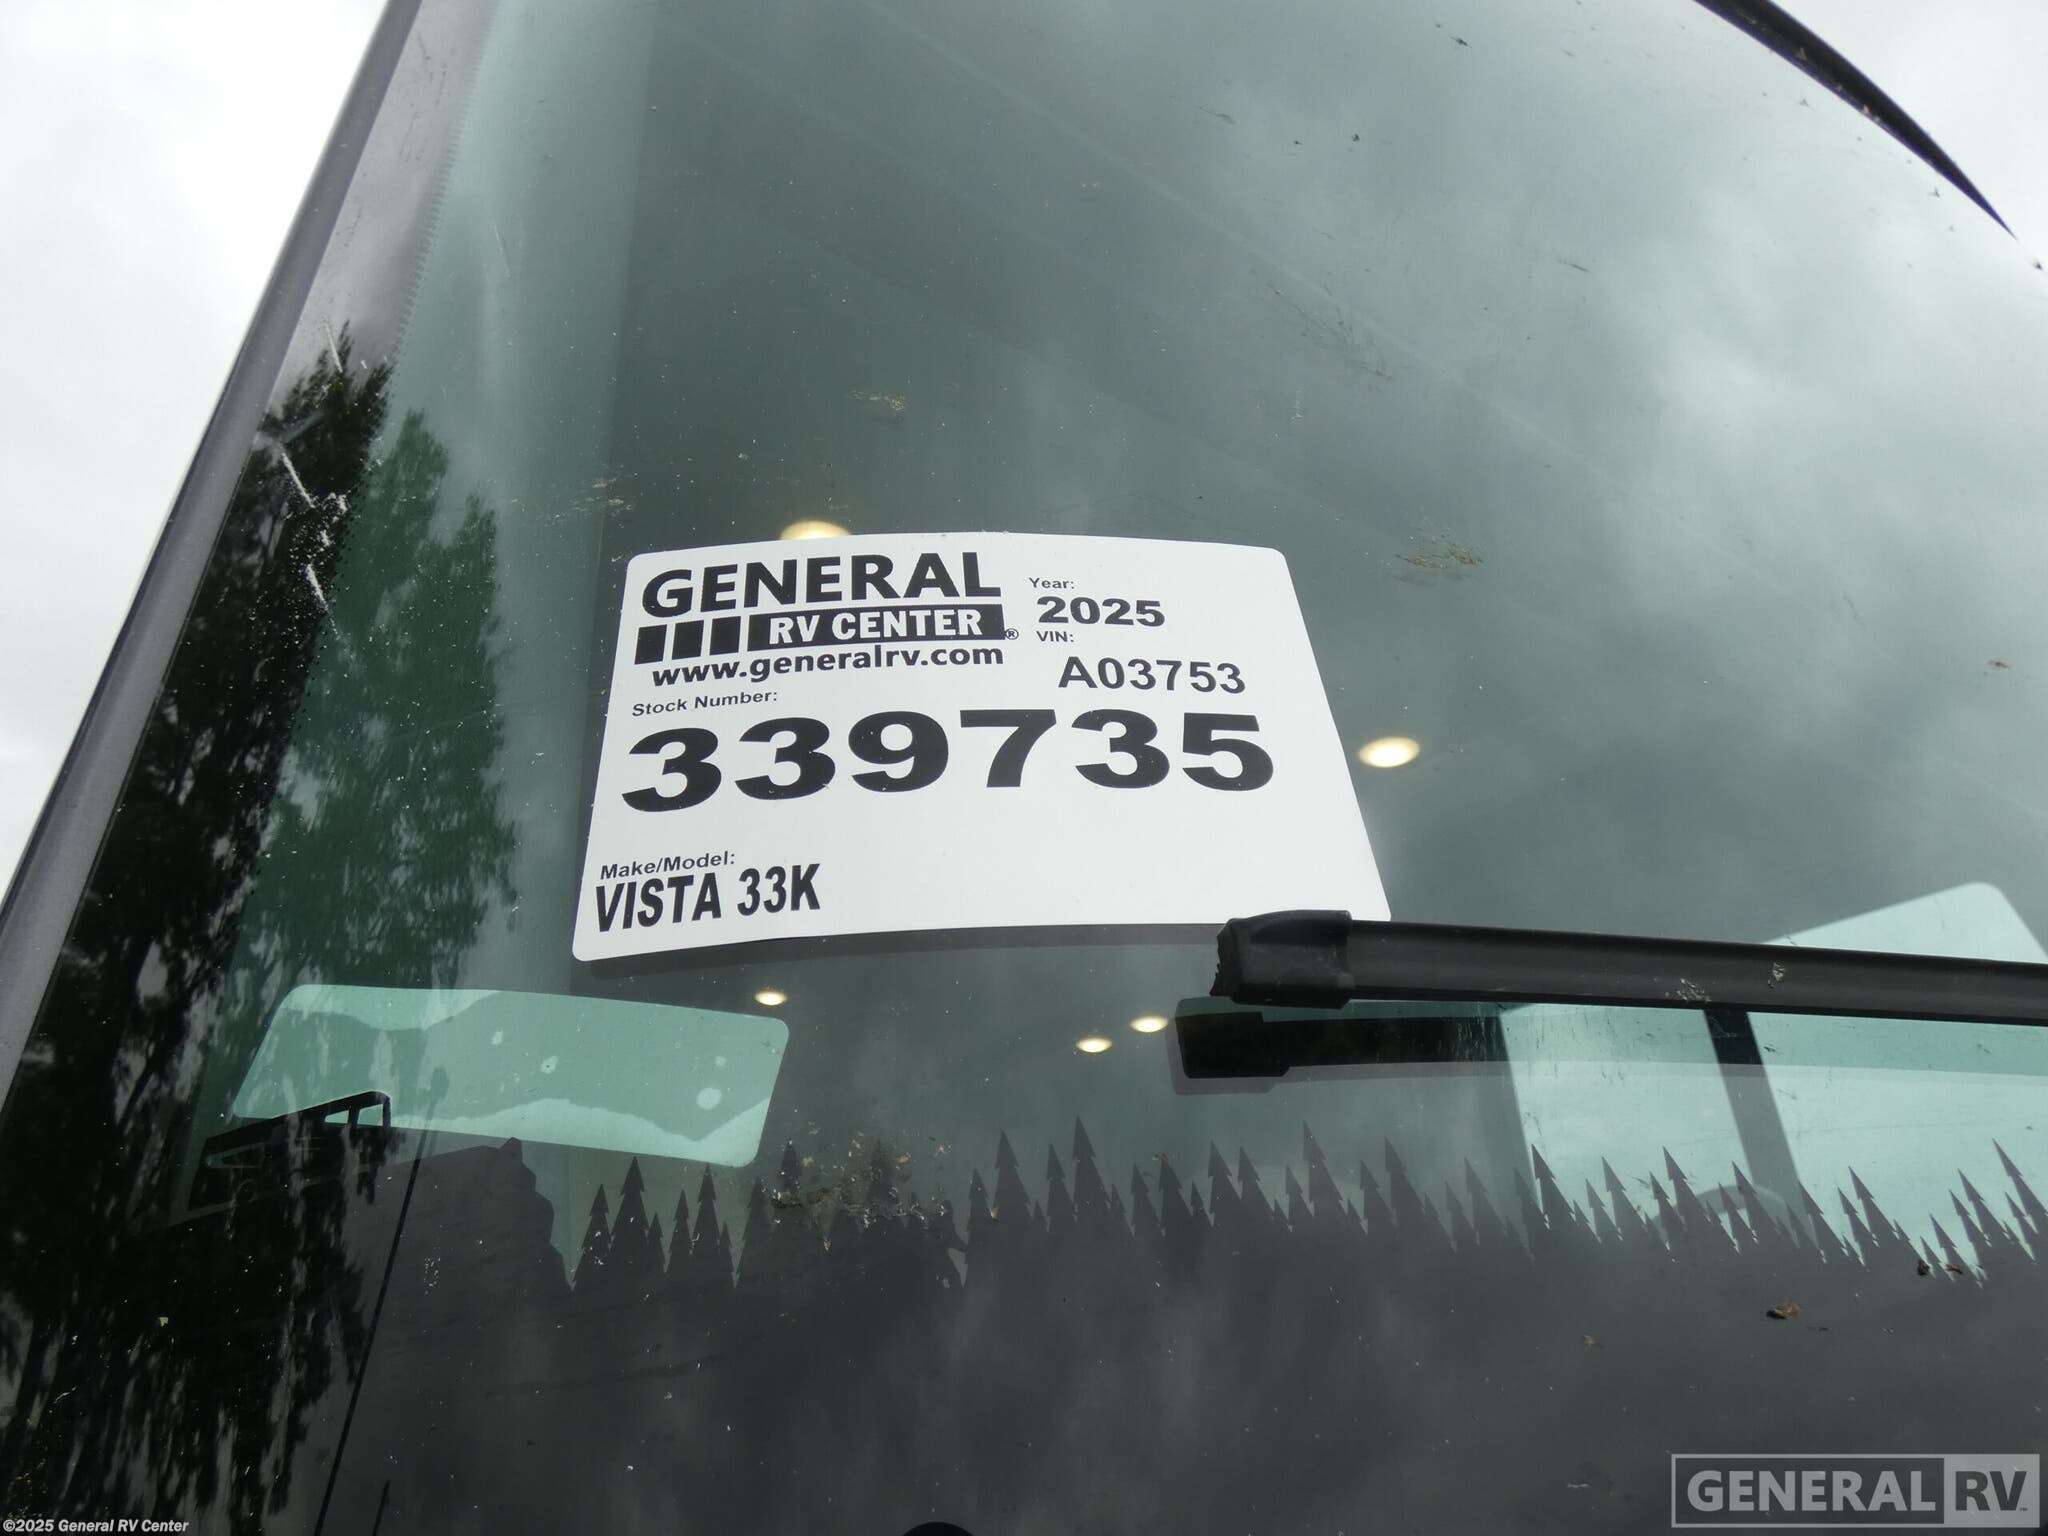 GENERAL
RV CENTER®
www.generalrv.com
Year:
2025
VIN:
A03753
Stock Number:
339735
Make/Model:
VISTA 33K
GENERAL RV™
©2025 General RV Center